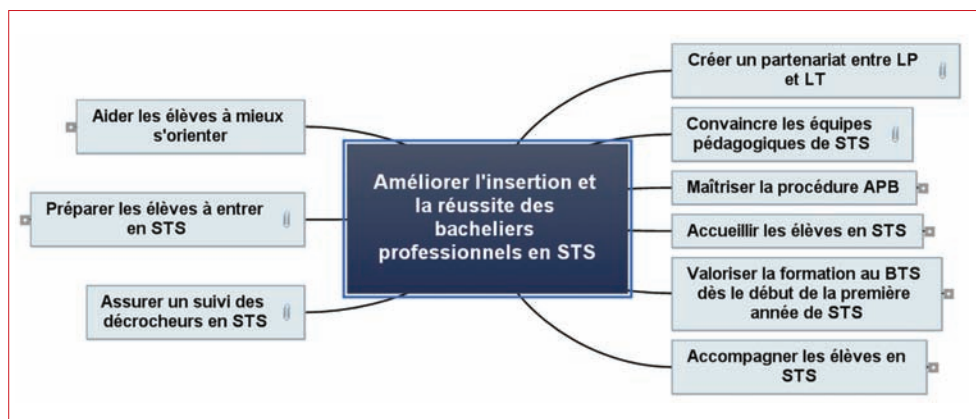 Améliorer l'insertion et
la réussite des
bacheliers
professionnels en STS
Créer un partenariat entre LP
et LT
Convaincre les équipes
pédagogiques de STS
Maîtriser la procédure APB
Accueillir les élèves en STS
Valoriser la formation au BTS
dès le début de la première
année de STS
Accompagner les élèves en
STS
Aider les élèves à mieux
s'orienter
Préparer les élèves à entrer
en STS
Assurer un suivi des
décrocheurs en STS